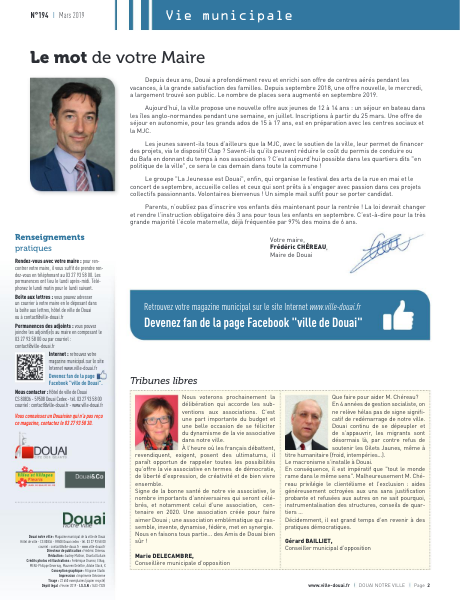 N°194 | Mars 2019
Vie municipale
Le mot de votre Maire
Depuis deux ans, Douai a profondément revu et enrichi son offre de centres aérés pendant les
vacances, à la grande satisfaction des familles. Depuis septembre 2018, une offre nouvelle, le mercredi,
a largement trouvé son public. Le nombre de places sera augmenté en septembre 2019.
Aujourd'hui, la ville propose une nouvelle offre aux jeunes de 12 à 14 ans : un séjour en bateau dans
les îles anglo-normandes pendant une semaine, en juillet. Inscriptions à partir du 25 mars. Une offre de
séjour en autonomie, pour les grands ados de 15 à 17 ans, est en préparation avec les centres sociaux et
la MJC.
Les jeunes savent-ils tous d'ailleurs que la MJC, avec le soutien de la ville, leur permet de financer
des projets, via le dispositif Clap ? Savent-ils qu'ils peuvent réduire le coût du permis de conduire ou
du Bafa en donnant du temps à nos associations ? C'est aujourd'hui possible dans les quartiers dits "en
politique de la ville", ce sera le cas demain dans toute la commune !
Le groupe "La Jeunesse est Douai", enfin, qui organise le festival des arts de la rue en mai et le
concert de septembre, accueille celles et ceux qui sont prêts à s'engager avec passion dans ces projets
collectifs passionnants. Volontaires bienvenus ! Un simple mail suffit pour se porter candidat.
Parents, n'oubliez pas d'inscrire vos enfants dès maintenant pour la rentrée ! La loi devrait changer
et rendre l'instruction obligatoire dès 3 ans pour tous les enfants en septembre. C'est-à-dire pour la très
grande majorité l'école maternelle, déjà fréquentée par 97% des moins de 6 ans.
Votre maire,
Frédéric CHÉREAU,
Maire de Douai
Renseignements
pratiques
Rendez-vous avec votre maire : pour ren-
contrer votre maire, il vous suffit de prendre ren-
dez-vous en téléphonant au 03 27 93 58 00. Les
permanences ont lieu le lundi après-midi. Télé-
phonez le lundi matin pour le lundi suivant.
Boîte aux lettres : vous pouvez adresser
un courrier à votre maire en le déposant dans
la boîte aux lettres, hôtel de ville de Douai
ou à contact@ville-douai.fr
Permanences des adjoints : vous pouvez
joindre les adjoint(e)s au maire en composant le
03 27 93 58 00 ou par courriel :
contact@ville-douai.fr
Internet : retrouvez votre
magazine municipal sur le site
Internet www.ville-douai.fr
Devenez fan de la page
Facebook "ville de Douai".
Nous contacter : Hôtel de ville de Douai
CS 80836 - 59508 Douai Cedex - tél. 03 27 93 58 00
courriel : contact@ville-douai.fr - www.ville-douai.fr
Vous connaissez un Douaisien qui n'a pas reçu
ce magazine, contactez le 03 27 93 58 30.
Retrouvez votre magazine municipal sur le site Internet www.ville-douai.fr
Devenez fan de la page Facebook "ville de Douai"
DOUAI
Villes et Villages
Fleuris
Douai&Co
Douai
notre ville
Tribunes libres
Nous voterons prochainement la
délibération qui accorde les sub-
ventions aux associations. C'est
une part importante du budget et
une belle occasion de se féliciter
du dynamisme de la vie associative
dans notre ville.
À l'heure où les français débattent,
revendiquent, exigent, posent des ultimatums, il
paraît opportun de rappeler toutes les possibilités
qu'offre la vie associative en termes de démocratie,
de liberté d'expression, de créativité et de bien vivre
ensemble.
Signe de la bonne santé de notre vie associative, le
nombre importants d'anniversaires qui seront célé-
brés, et notamment celui d'une association, cen-
tenaire en 2020. Une association créée pour faire
aimer Douai ; une association emblématique qui ras-
semble, invente, dynamise, fédère, met en synergie.
Nous en faisons tous partie... des Amis de Douai bien
sûr !
Marie DELECAMBRE,
Conseillère municipale d'opposition
Que faire pour aider M. Chéreau?
En 4 années de gestion socialiste, on
ne relève hélas pas de signe signifi-
catif de redémarrage de notre ville.
Douai continu de se dépeupler et
de s'appauvrir, les migrants sont
désormais là, par contre refus de
soutenir les Gilets Jaunes, même à
titre humanitaire (froid, intempéries...).
Le macronisme s'installe à Douai.
En conséquence, il est impératif que "tout le monde
rame dans le même sens". Malheureusement M. Ché-
reau privilégie le clientélisme et l'exclusion : aides
généreusement octroyées aux uns sans justification
probante et refusées aux autres on ne sait pourquoi,
instrumentalisation des structures, conseils de quar-
tiers ...
Décidemment, il est grand temps d'en revenir à des
pratiques démocratiques.
Gérard BAILLIET,
Conseiller municipal d'opposition
www.ville-douai.fr | DOUAI NOTRE VILLE | Page 2